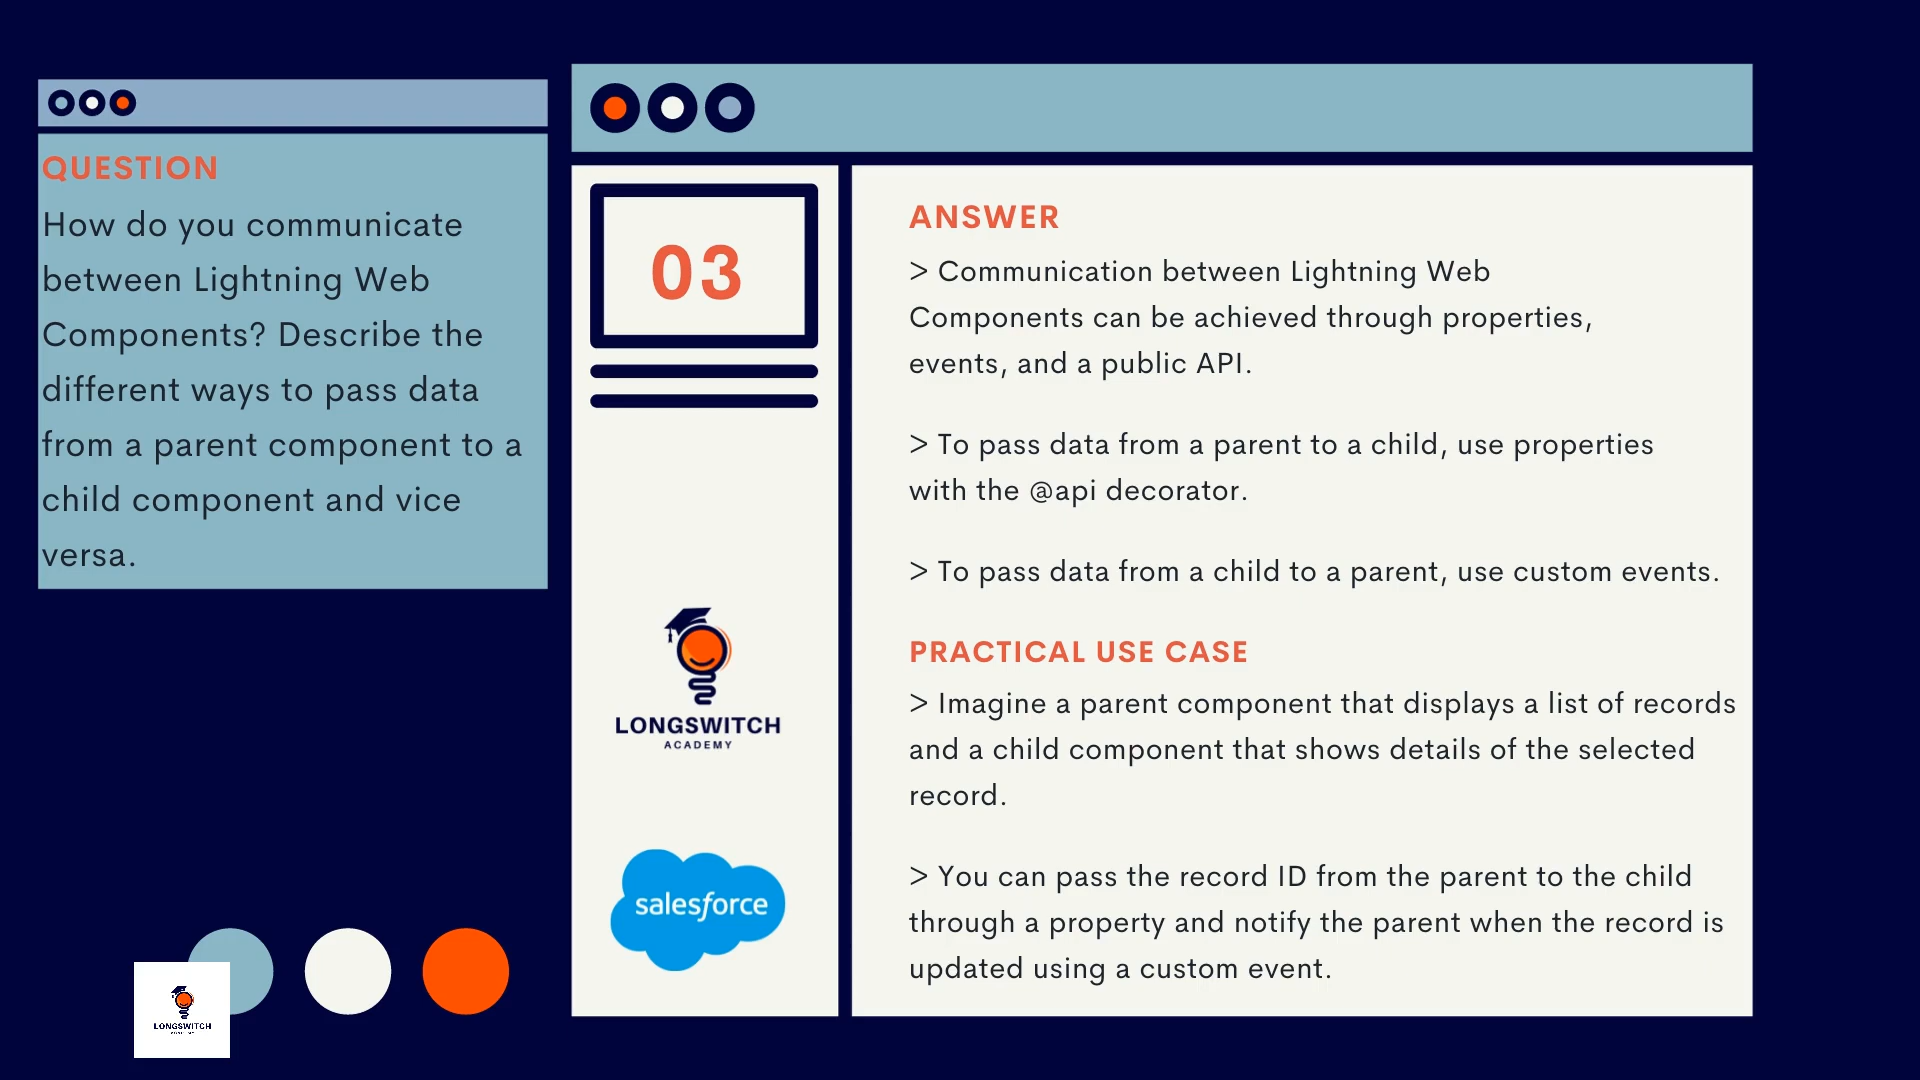 QUESTION
How do you communicate
between Lightning Web
Components? Describe the
different ways to pass data
from a parent component to a
child component and vice
versa.
03
LONGSWITCH
ACADEMY
salesforce
ANSWER
> Communication between Lightning Web
Components can be achieved through properties,
events, and a public API.
> To pass data from a parent to a child, use properties
with the @api decorator.
> To pass data from a child to a parent, use custom events.
PRACTICAL USE CASE
> Imagine a parent component that displays a list of records
and a child component that shows details of the selected
record.
> You can pass the record ID from the parent to the child
through a property and notify the parent when the record is
updated using a custom event.
LONGSWITCH